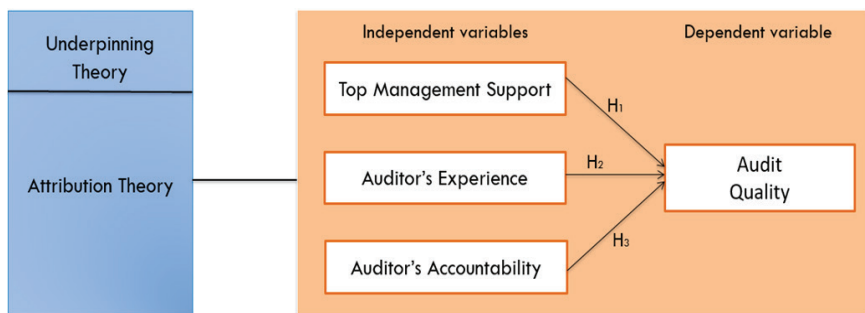 Underpinning
Theory
Attribution Theory
Independent variables
Dependent variable
Top Management Support
H1
Auditor's Experience
H2
Audit
Quality
Auditor's Accountability
H3